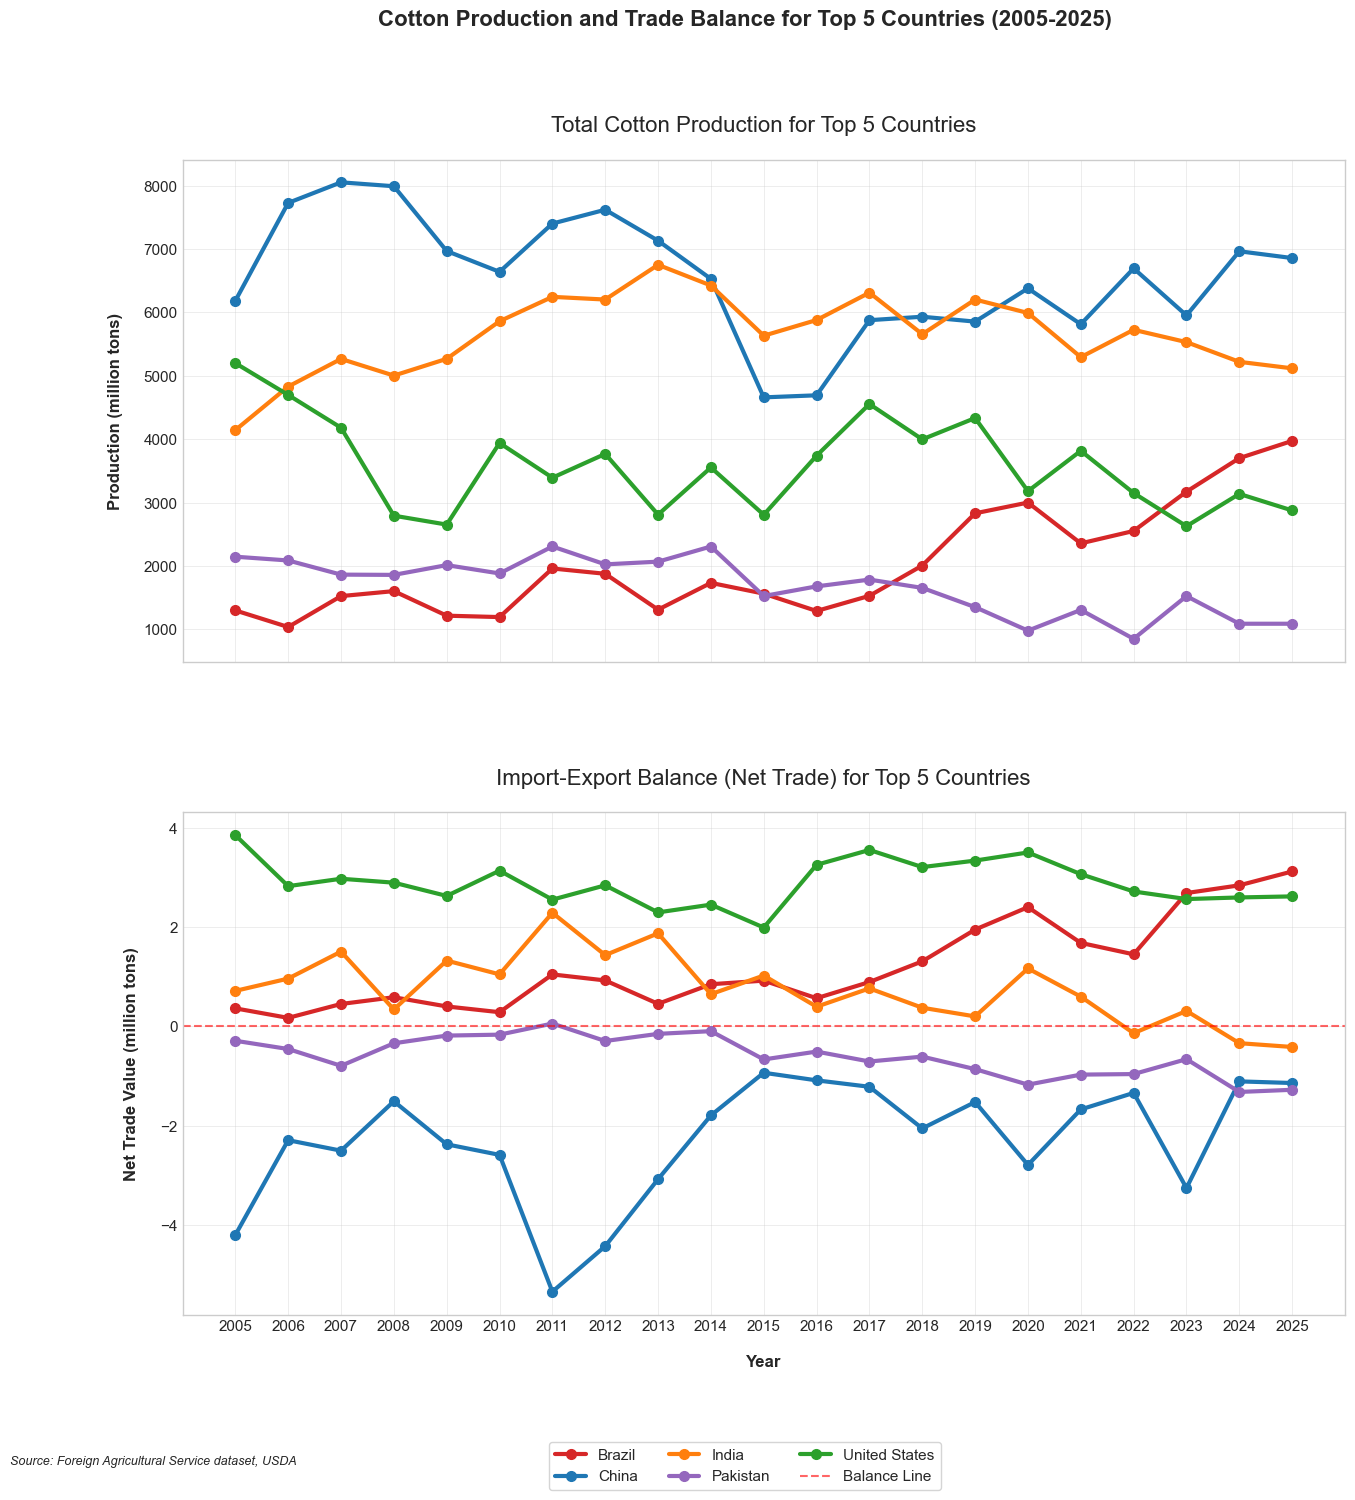 Cotton Production and Trade Balance for Top 5 Countries (2005-2025)
Total Cotton Production for Top 5 Countries
Production (million tons)
8000
7000
6000
5000
4000
3000
2000
1000
Import-Export Balance (Net Trade) for Top 5 Countries
Net Trade Value (million tons)
4
2
0
−2
−4
2005 2006 2007 2008 2009 2010 2011 2012 2013 2014 2015 2016 2017 2018 2019 2020 2021 2022 2023 2024 2025
Year
Source: Foreign Agricultural Service dataset, USDA
Brazil India United States
China Pakistan Balance Line